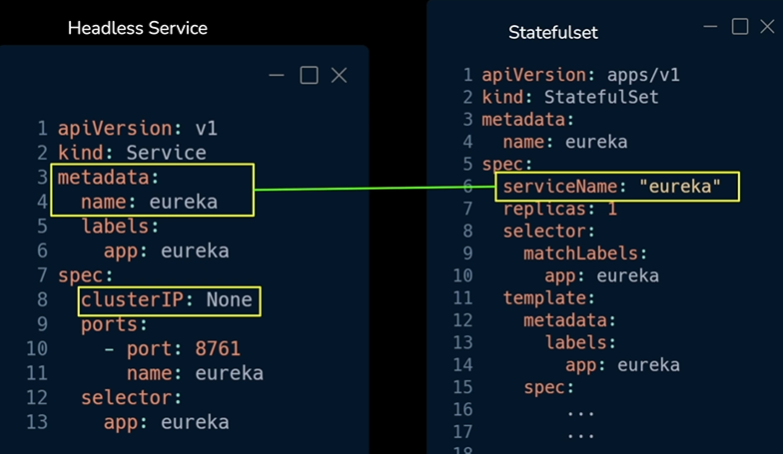 Headless Service
1 apiVersion: v1
2 kind: Service
3 metadata:
4   name: eureka
5   labels:
6     app: eureka
7 spec:
8   clusterIP: None
9   ports:
10     - port: 8761
11       name: eureka
12   selector:
13     app: eureka
Statefulset
1 apiVersion: apps/v1
2 kind: StatefulSet
3 metadata:
4   name: eureka
5 spec:
6   serviceName: "eureka"
7   replicas: 1
8   selector:
9     matchLabels:
10       app: eureka
11   template:
12     metadata:
13       labels:
14         app: eureka
15     spec:
16         ...
17         ...
18